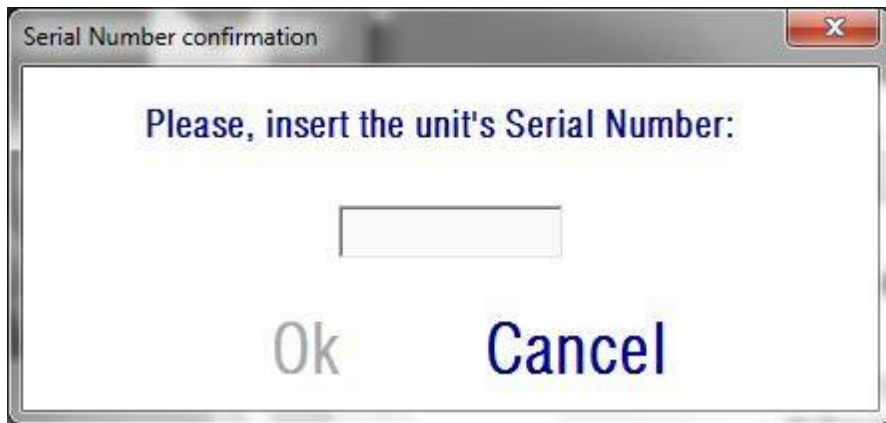 Serial Number confirmation
Please, insert the unit's Serial Number:
Ok
Cancel